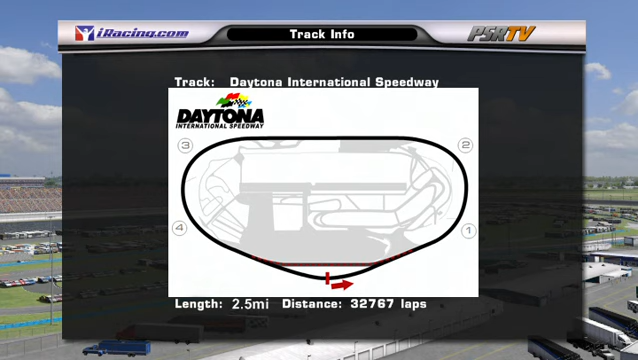 iRacing.com
Track Info
PSRTV
Track: Daytona International Speedway
DAYTONA
INTERNATIONAL SPEEDWAY
3
2
4
1
Length: 2.5mi Distance: 32767 laps